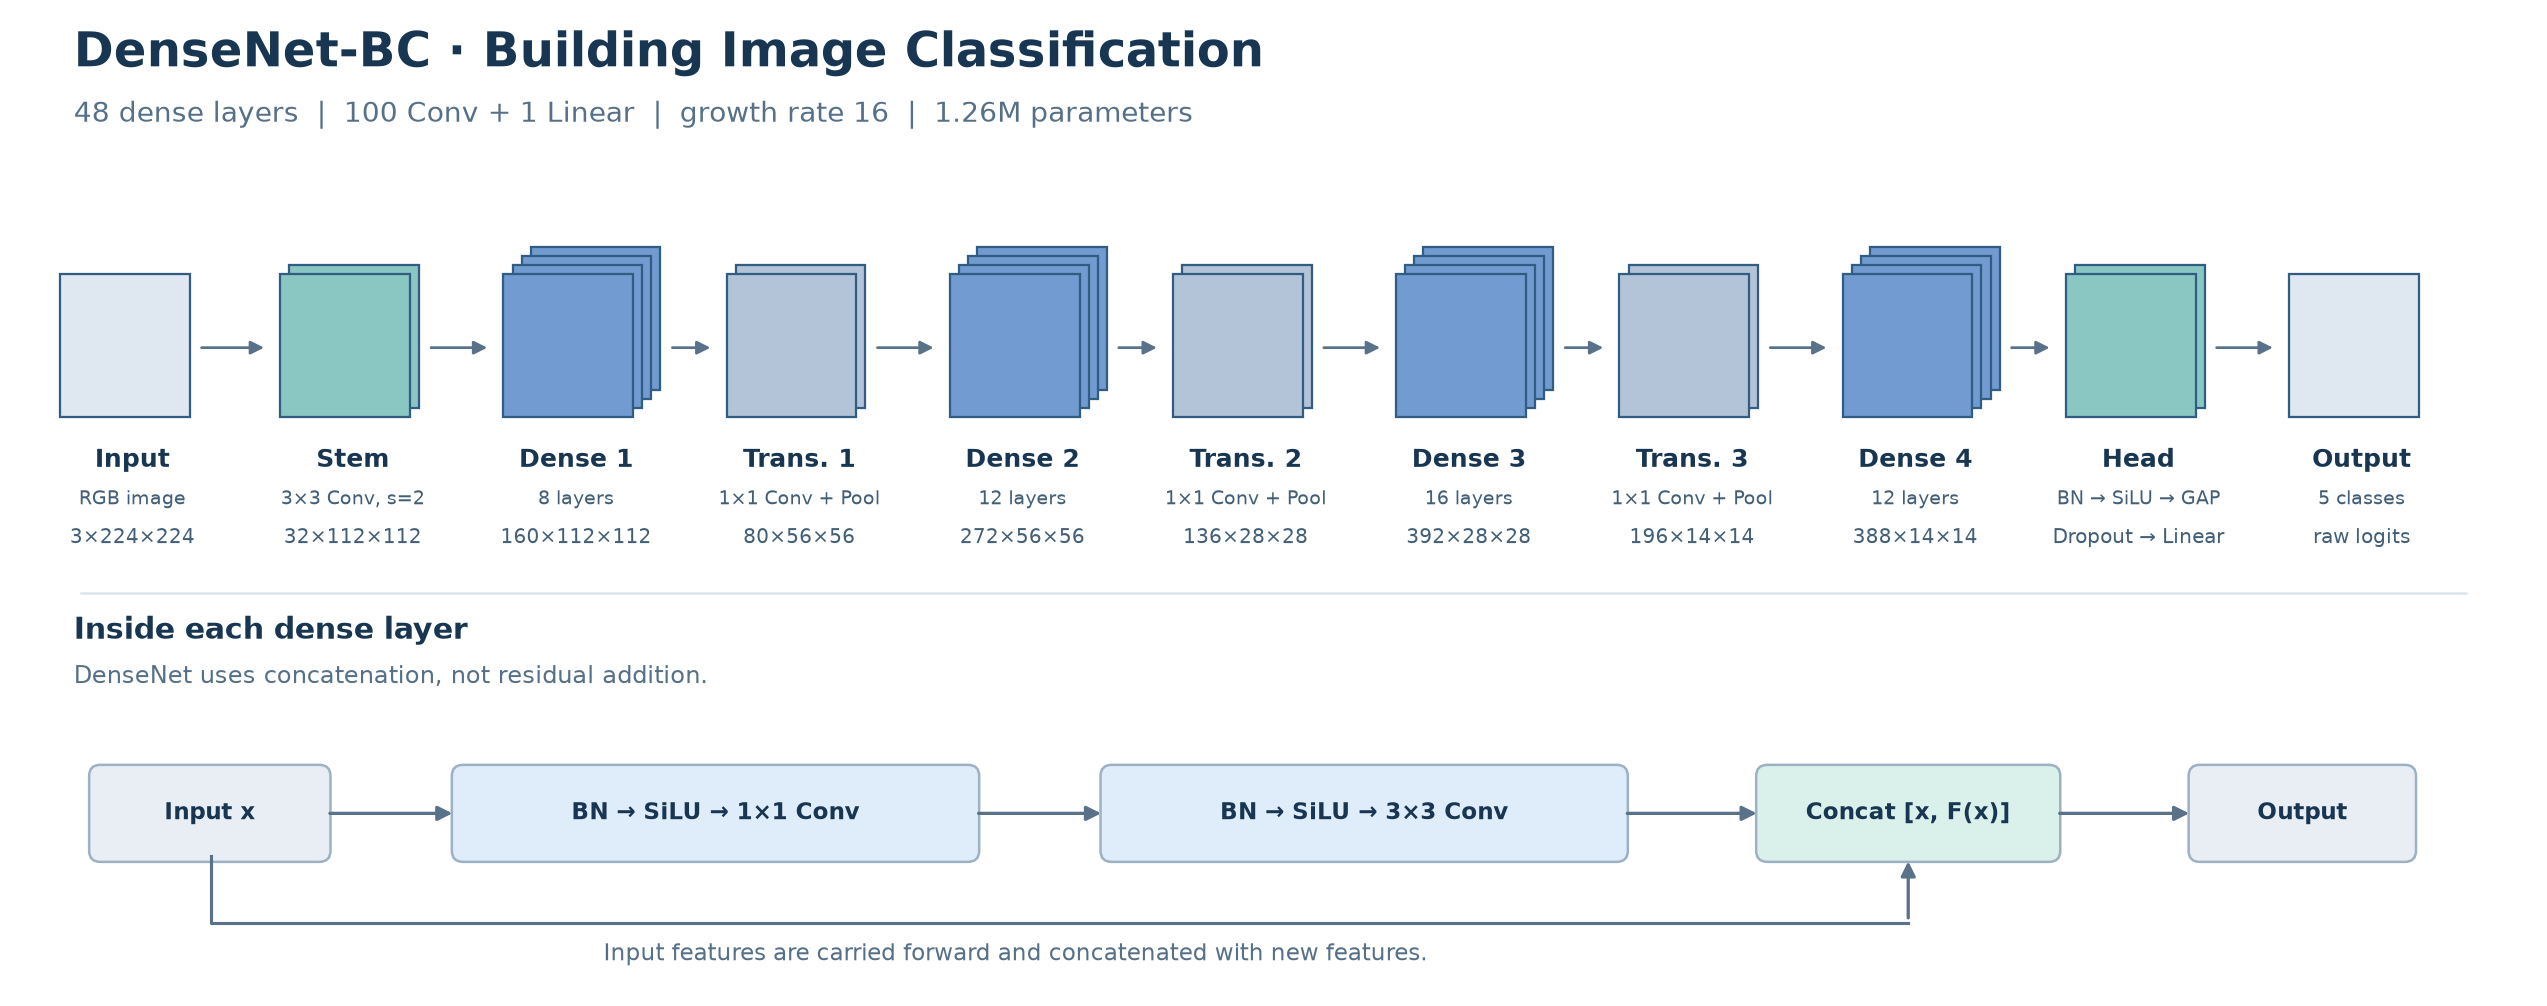 DenseNet-BC · Building Image Classification
48 dense layers | 100 Conv + 1 Linear | growth rate 16 | 1.26M parameters
Input
RGB image
3×224×224
Stem
3×3 Conv, s=2
32×112×112
Dense 1
8 layers
160×112×112
Trans. 1
1×1 Conv + Pool
80×56×56
Dense 2
12 layers
272×56×56
Trans. 2
1×1 Conv + Pool
136×28×28
Dense 3
16 layers
392×28×28
Trans. 3
1×1 Conv + Pool
196×14×14
Dense 4
12 layers
388×14×14
Head
BN → SiLU → GAP
Dropout → Linear
Output
5 classes
raw logits
Inside each dense layer
DenseNet uses concatenation, not residual addition.
Input x
BN → SiLU → 1×1 Conv
BN → SiLU → 3×3 Conv
Concat [x, F(x)]
Output
Input features are carried forward and concatenated with new features.